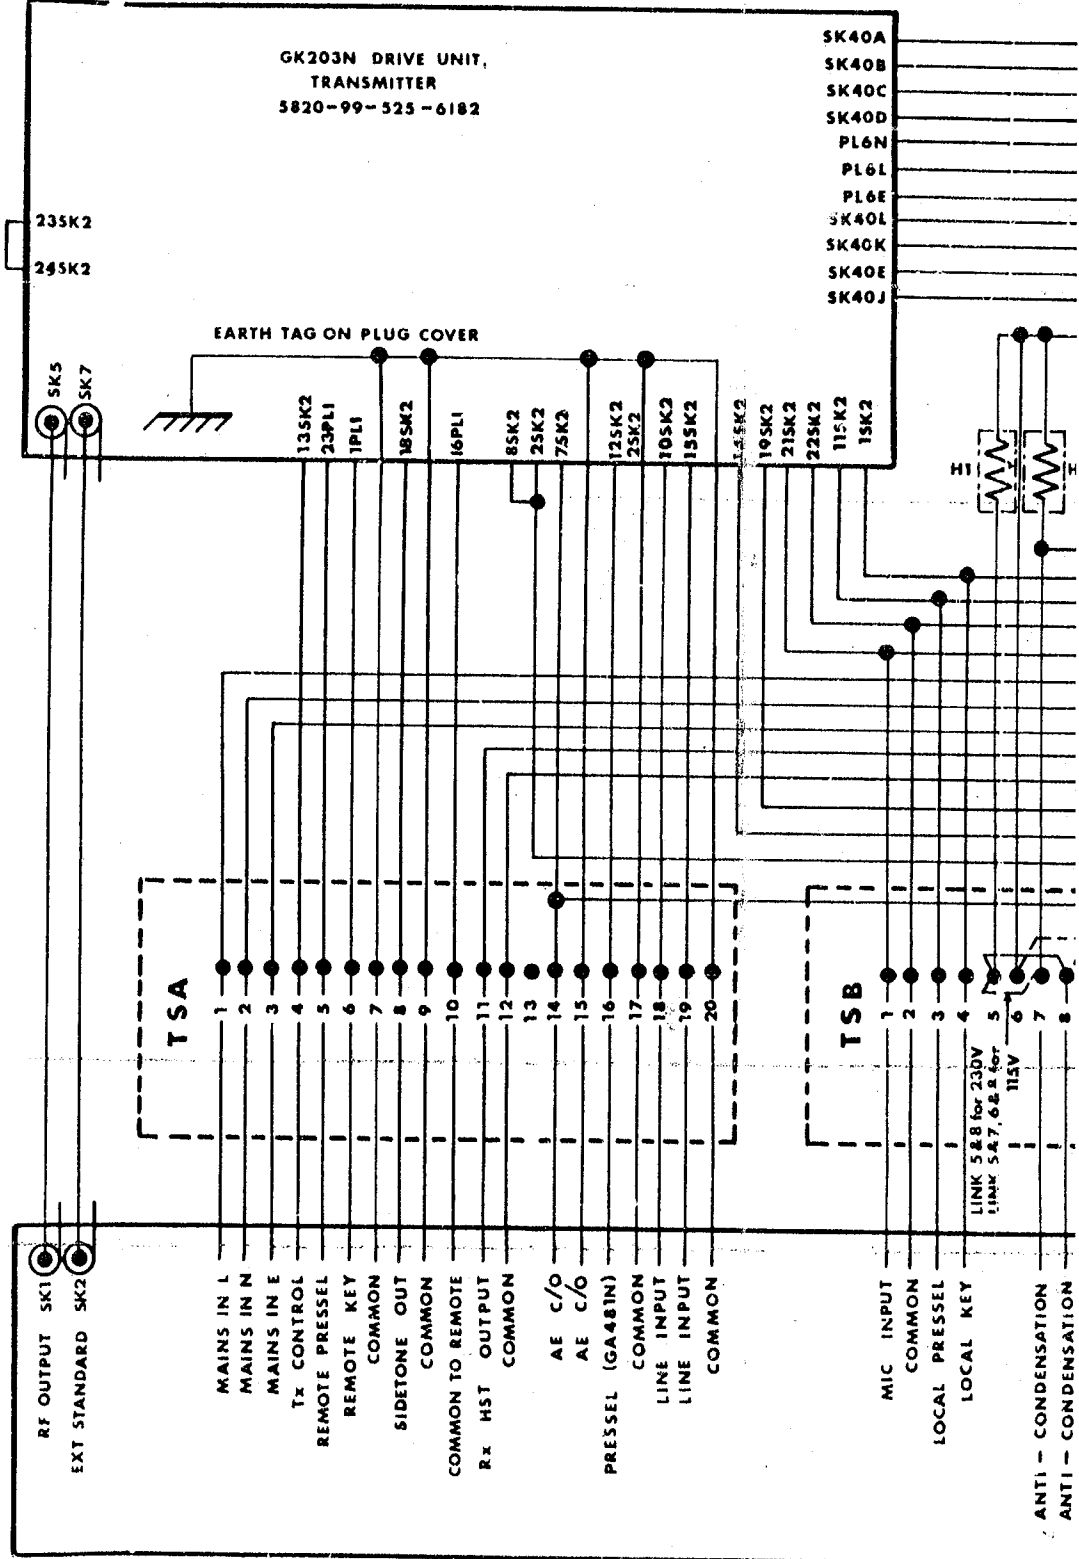 GK203N DRIVE UNIT,
TRANSMITTER
5820-99-525-6182
SK40A
SK40B
SK40C
SK40D
PL6N
PL6L
PL6E
SK40L
SK40K
SK40E
SK40J
23SK2
24SK2
EARTH TAG ON PLUG COVER
SK5
SK7
13SK2
23PL1
1PL1
18SK2
16PL1
8SK2
2SK2
7SK2
12SK2
2SK2
10SK2
15SK2
14SK2
19SK2
21SK2
22SK2
11SK2
1SK2
H1
H
TSA
1
2
3
4
5
6
7
8
9
10
11
12
13
14
15
16
17
18
19
20
TSB
1
2
3
4
5
6
7
8
LINK 5&8 for 230V
LINK 5&7, 6&8 for
115V
RF OUTPUT SK1
EXT STANDARD SK2
MAINS IN L
MAINS IN N
MAINS IN E
Tx CONTROL
REMOTE PRESSEL
REMOTE KEY
COMMON
SIDETONE OUT
COMMON
COMMON TO REMOTE
Rx HST OUTPUT
COMMON
AE C/O
AE C/O
PRESSEL (GA481N)
COMMON
LINE INPUT
LINE INPUT
COMMON
MIC INPUT
COMMON
LOCAL PRESSEL
LOCAL KEY
ANTI - CONDENSATION
ANTI - CONDENSATION